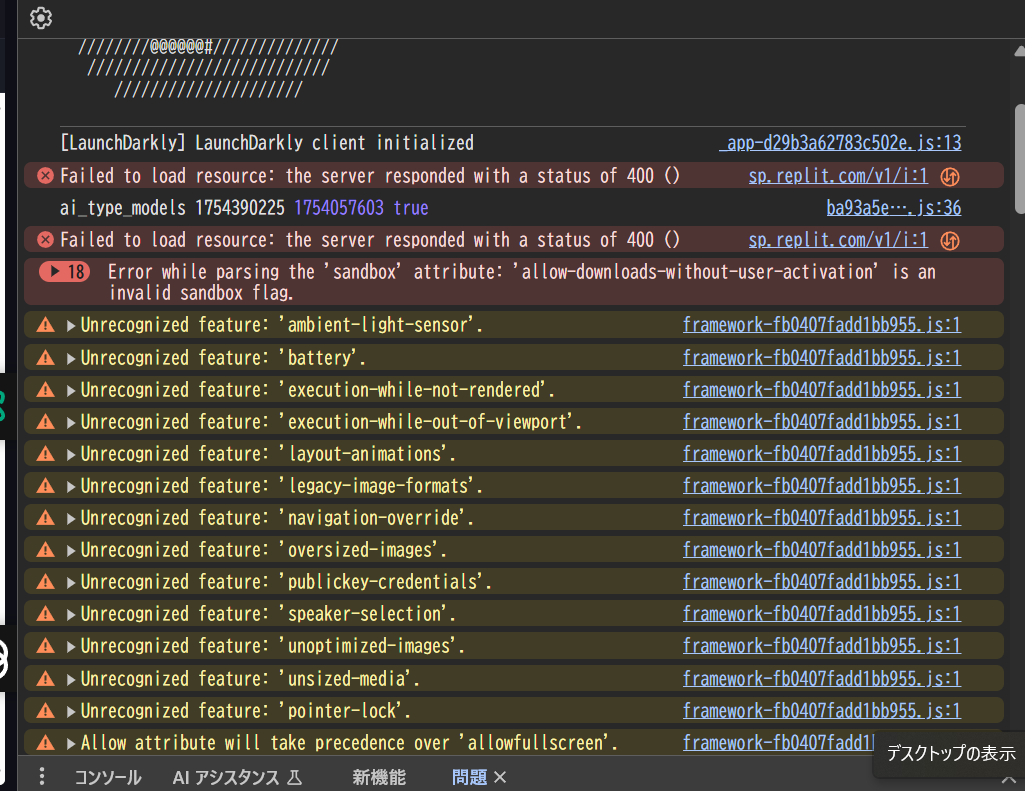 ////////@@@@@@#//////////////
///////////////////////////
/////////////////////
[LaunchDarkly] LaunchDarkly client initialized _app-d29b3a62783c502e.js:13
Failed to load resource: the server responded with a status of 400 () sp.replit.com/v1/i:1
ai_type_models 1754390225 1754057603 true ba93a5e….js:36
Failed to load resource: the server responded with a status of 400 () sp.replit.com/v1/i:1
18 Error while parsing the 'sandbox' attribute: 'allow-downloads-without-user-activation' is an
invalid sandbox flag.
Unrecognized feature: 'ambient-light-sensor'. framework-fb0407fadd1bb955.js:1
Unrecognized feature: 'battery'. framework-fb0407fadd1bb955.js:1
Unrecognized feature: 'execution-while-not-rendered'. framework-fb0407fadd1bb955.js:1
Unrecognized feature: 'execution-while-out-of-viewport'. framework-fb0407fadd1bb955.js:1
Unrecognized feature: 'layout-animations'. framework-fb0407fadd1bb955.js:1
Unrecognized feature: 'legacy-image-formats'. framework-fb0407fadd1bb955.js:1
Unrecognized feature: 'navigation-override'. framework-fb0407fadd1bb955.js:1
Unrecognized feature: 'oversized-images'. framework-fb0407fadd1bb955.js:1
Unrecognized feature: 'publickey-credentials'. framework-fb0407fadd1bb955.js:1
Unrecognized feature: 'speaker-selection'. framework-fb0407fadd1bb955.js:1
Unrecognized feature: 'unoptimized-images'. framework-fb0407fadd1bb955.js:1
Unrecognized feature: 'unsized-media'. framework-fb0407fadd1bb955.js:1
Unrecognized feature: 'pointer-lock'. framework-fb0407fadd1bb955.js:1
Allow attribute will take precedence over 'allowfullscreen'. framework-fb0407fadd1
デスクトップの表示
コンソール AI アシスタンス 新機能 問題